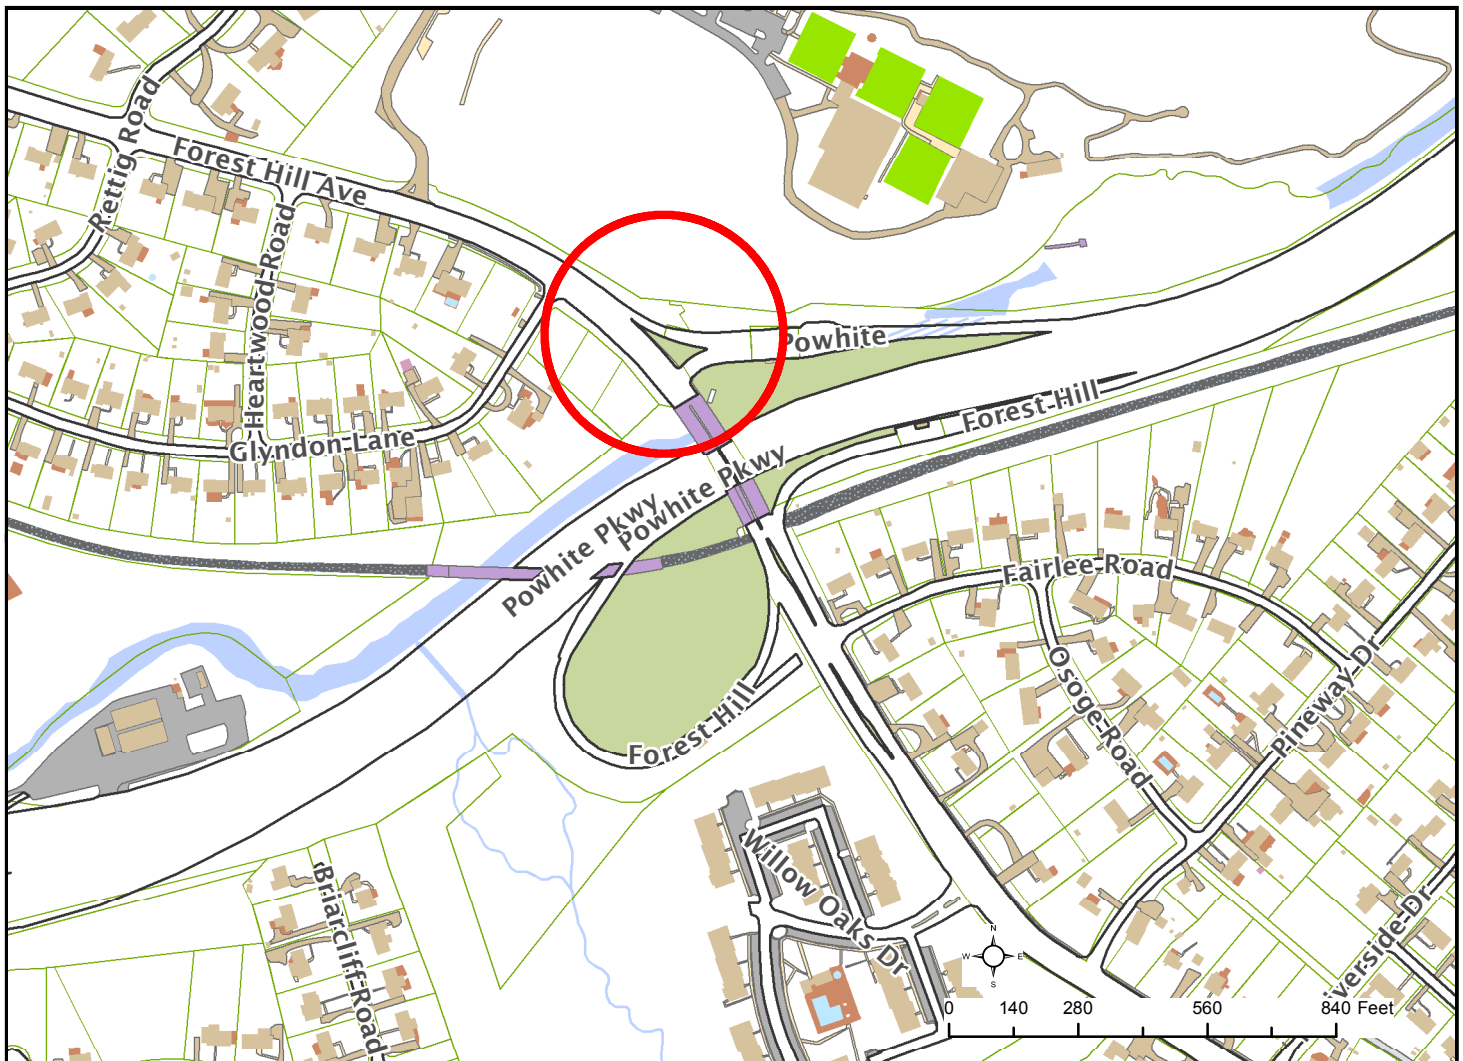 Rettig Road
Forest Hill Ave
Heartwood Road
Glyndon Lane
Powhite
Forest Hill
Powhite Pkwy
Powhite Pkwy
Fairlee Road
Osoge Road
Pineway Dr
Forest Hill
Willow Oaks Dr
Briarcliff Road
iverside Dr
N
W E
S
0 140 280 560 840 Feet